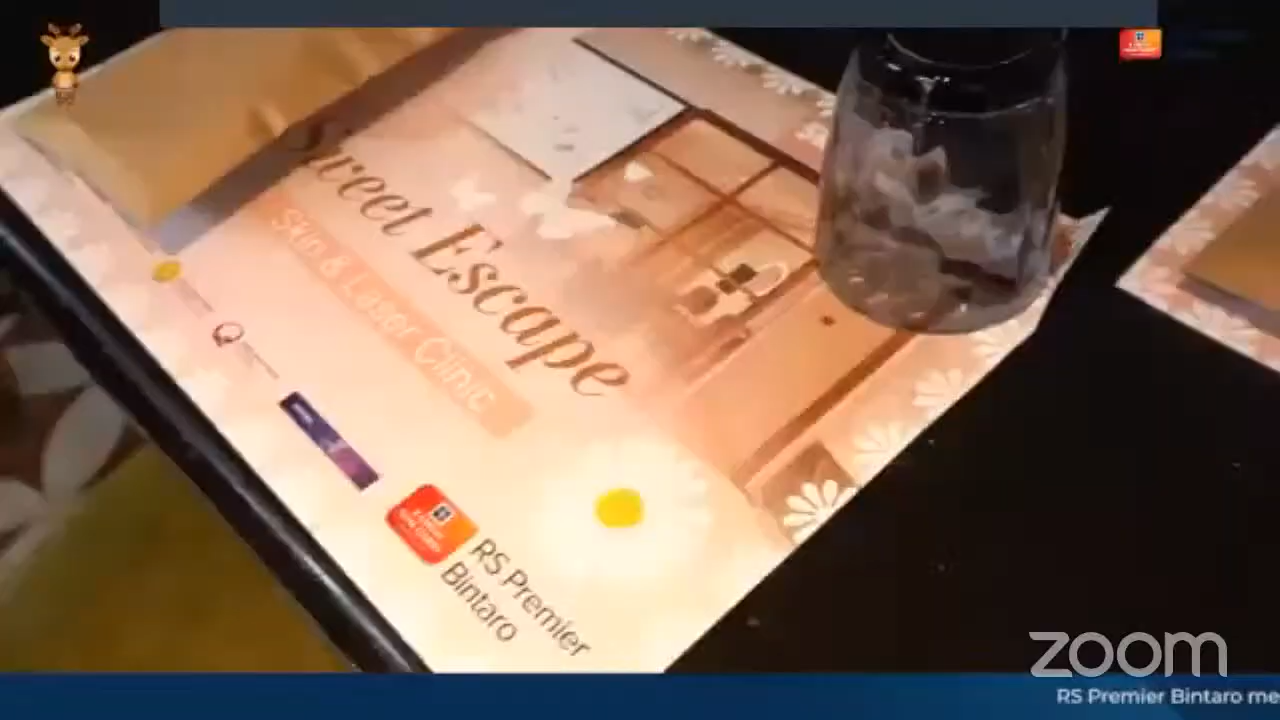 Sweet Escape
Skin & Laser Clinic
RS Premier
Bintaro
zoom
RS Premier Bintaro me